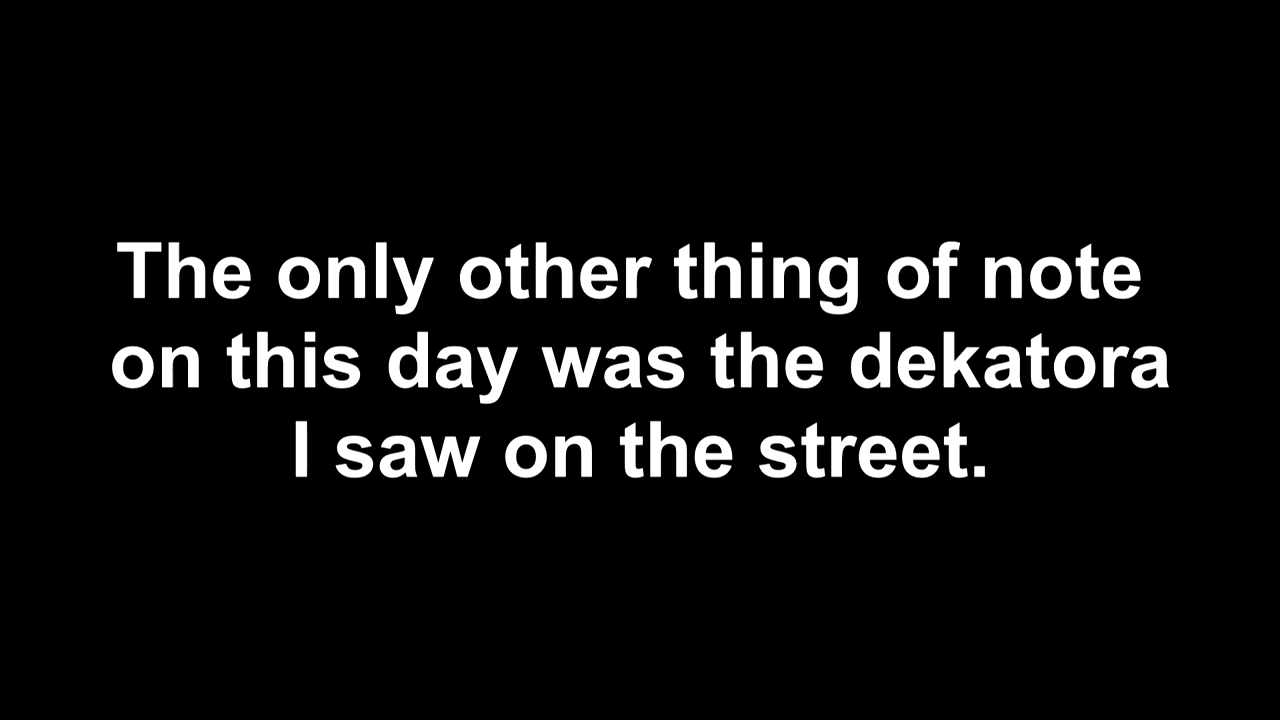 The only other thing of note
on this day was the dekatora
I saw on the street.